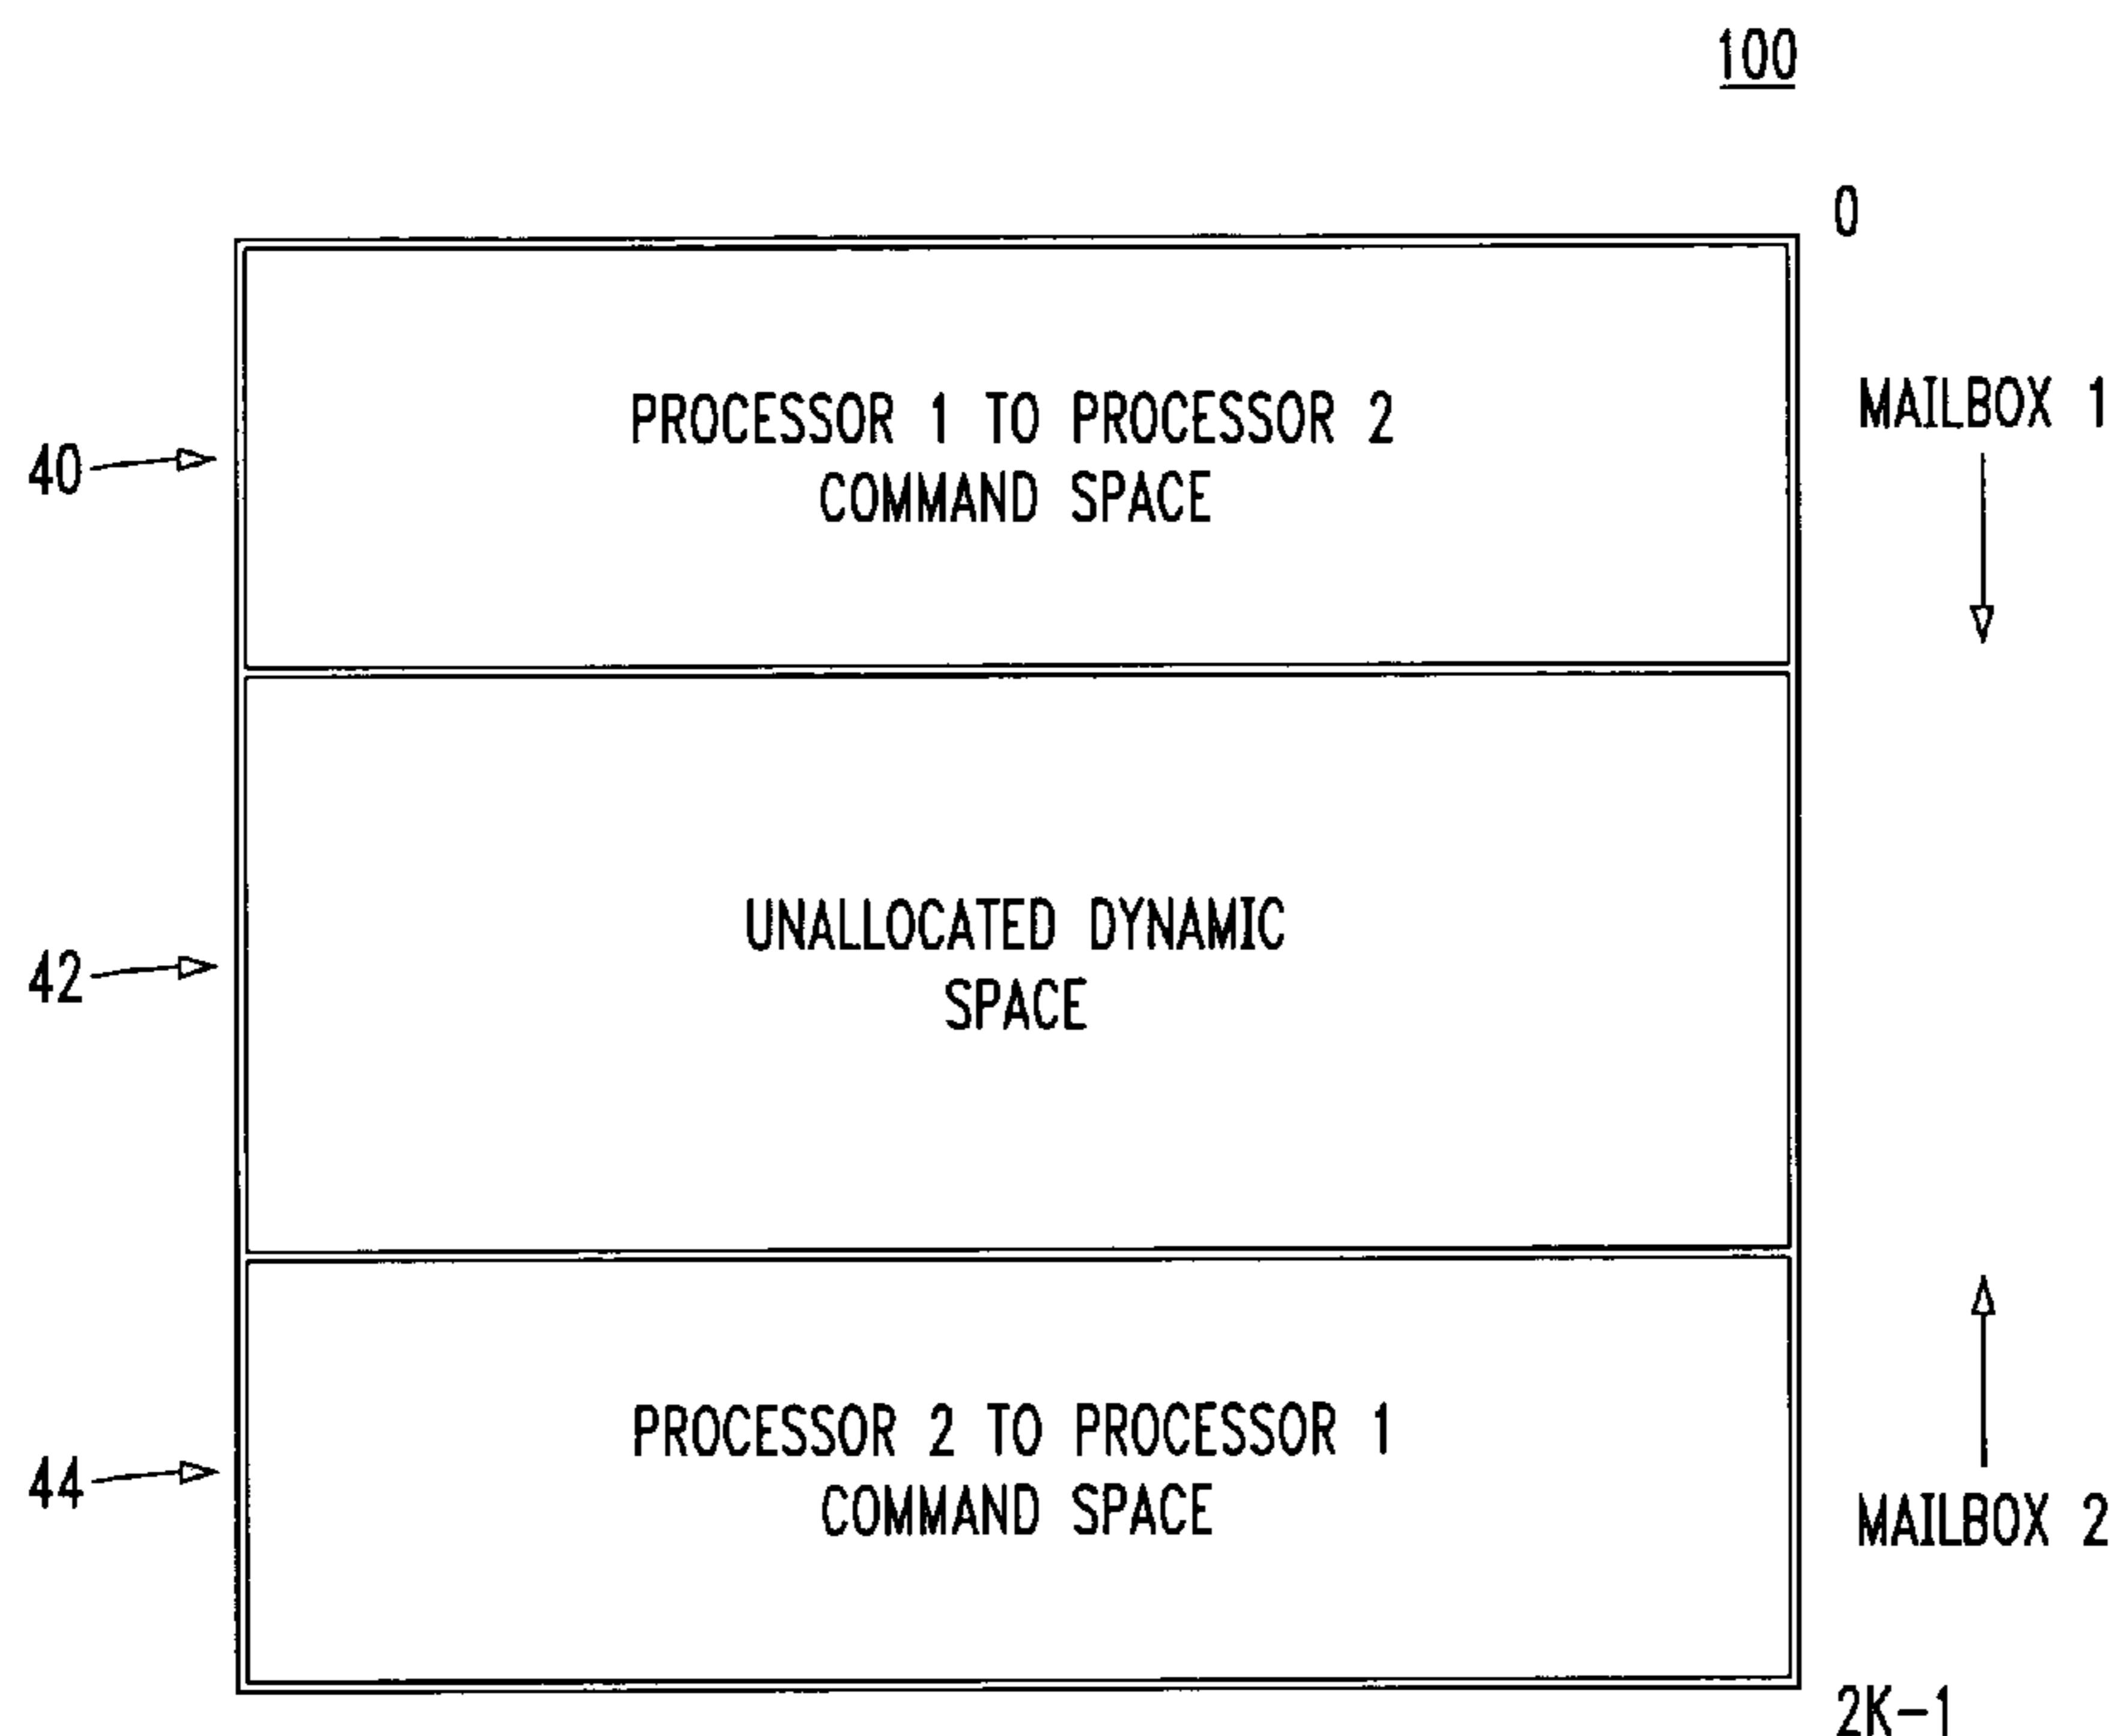 100
0
PROCESSOR 1 TO PROCESSOR 2
COMMAND SPACE
MAILBOX 1
40
UNALLOCATED DYNAMIC
SPACE
42
PROCESSOR 2 TO PROCESSOR 1
COMMAND SPACE
44
MAILBOX 2
2K-1